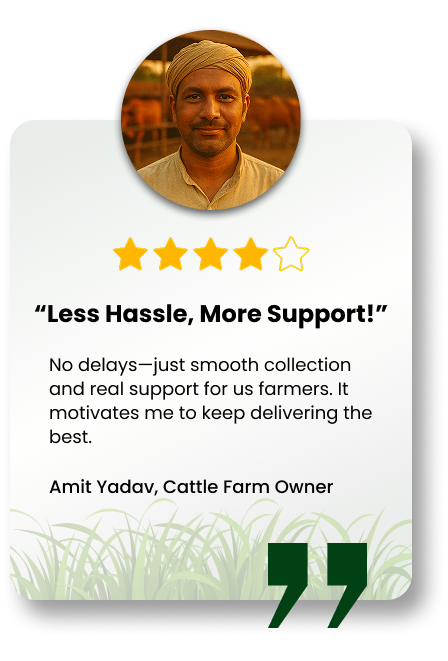 “Less Hassle, More Support!”
No delays—just smooth collection
and real support for us farmers. It
motivates me to keep delivering the
best.
Amit Yadav, Cattle Farm Owner
”